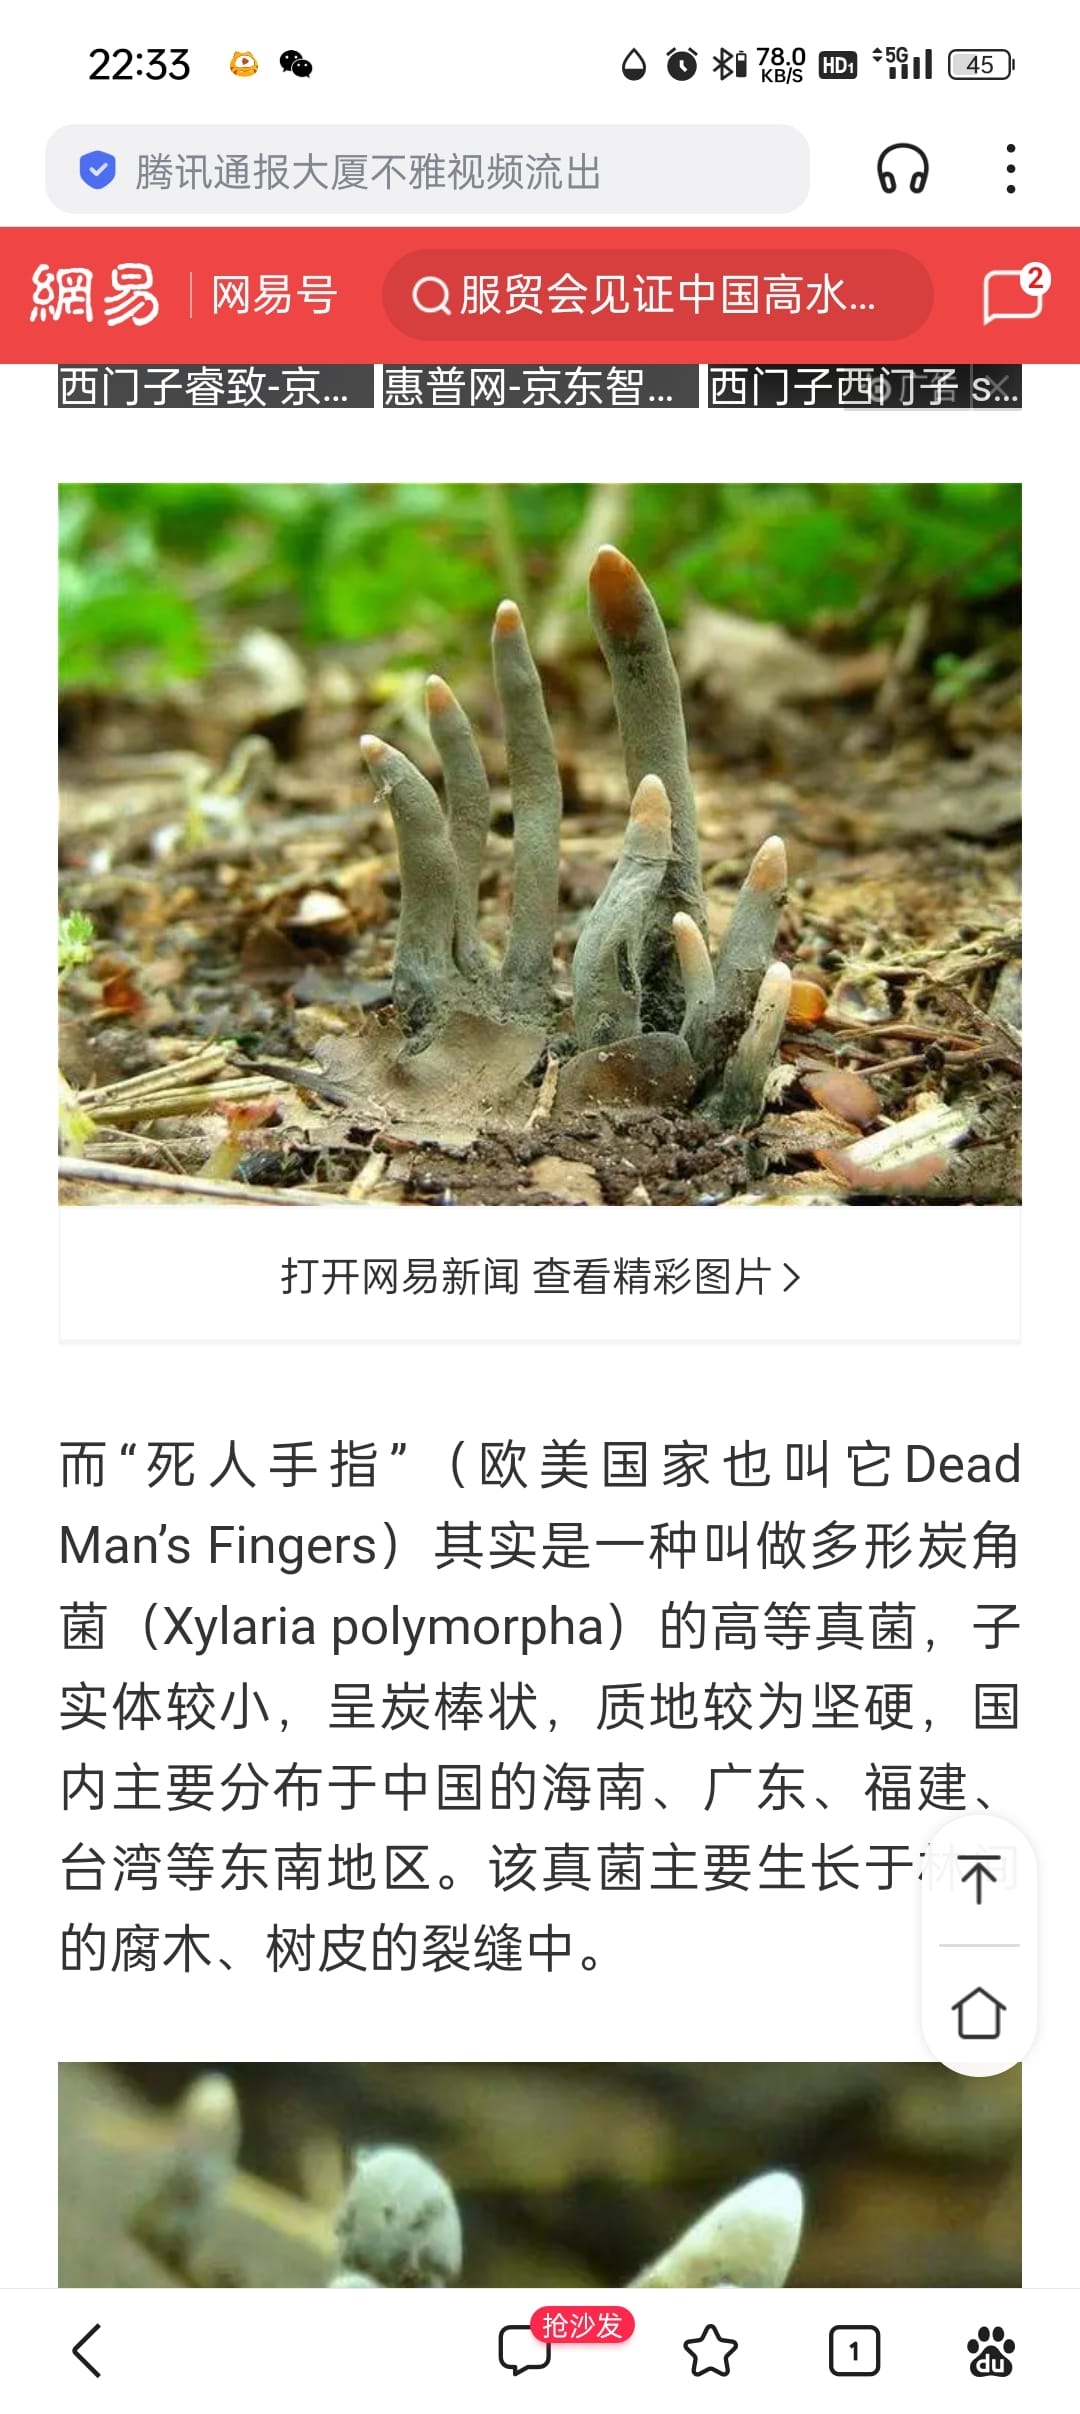 22:33
78.0
KB/S
HD1
5G
45
腾讯通报大厦不雅视频流出
網易
网易号
服贸会见证中国高水...
2
西门子睿致-京...
惠普网-京东智...
西门子西门子 s...
广告
打开网易新闻 查看精彩图片
而“死人手指”（欧美国家也叫它Dead
Man’s Fingers）其实是一种叫做多形炭角
菌（Xylaria polymorpha）的高等真菌，子
实体较小，呈炭棒状，质地较为坚硬，国
内主要分布于中国的海南、广东、福建、
台湾等东南地区。该真菌主要生长于林间
的腐木、树皮的裂缝中。
抢沙发
1
du